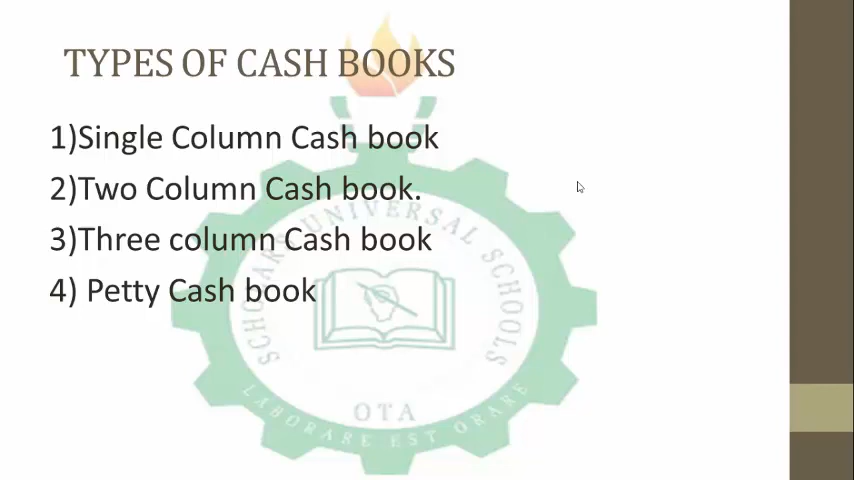 TYPES OF CASH BOOKS
1)Single Column Cash book
2)Two Column Cash book.
3)Three column Cash book
4) Petty Cash book
SCHOLARS UNIVERSAL SCHOOLS
OTA
LABORARE EST ORARE